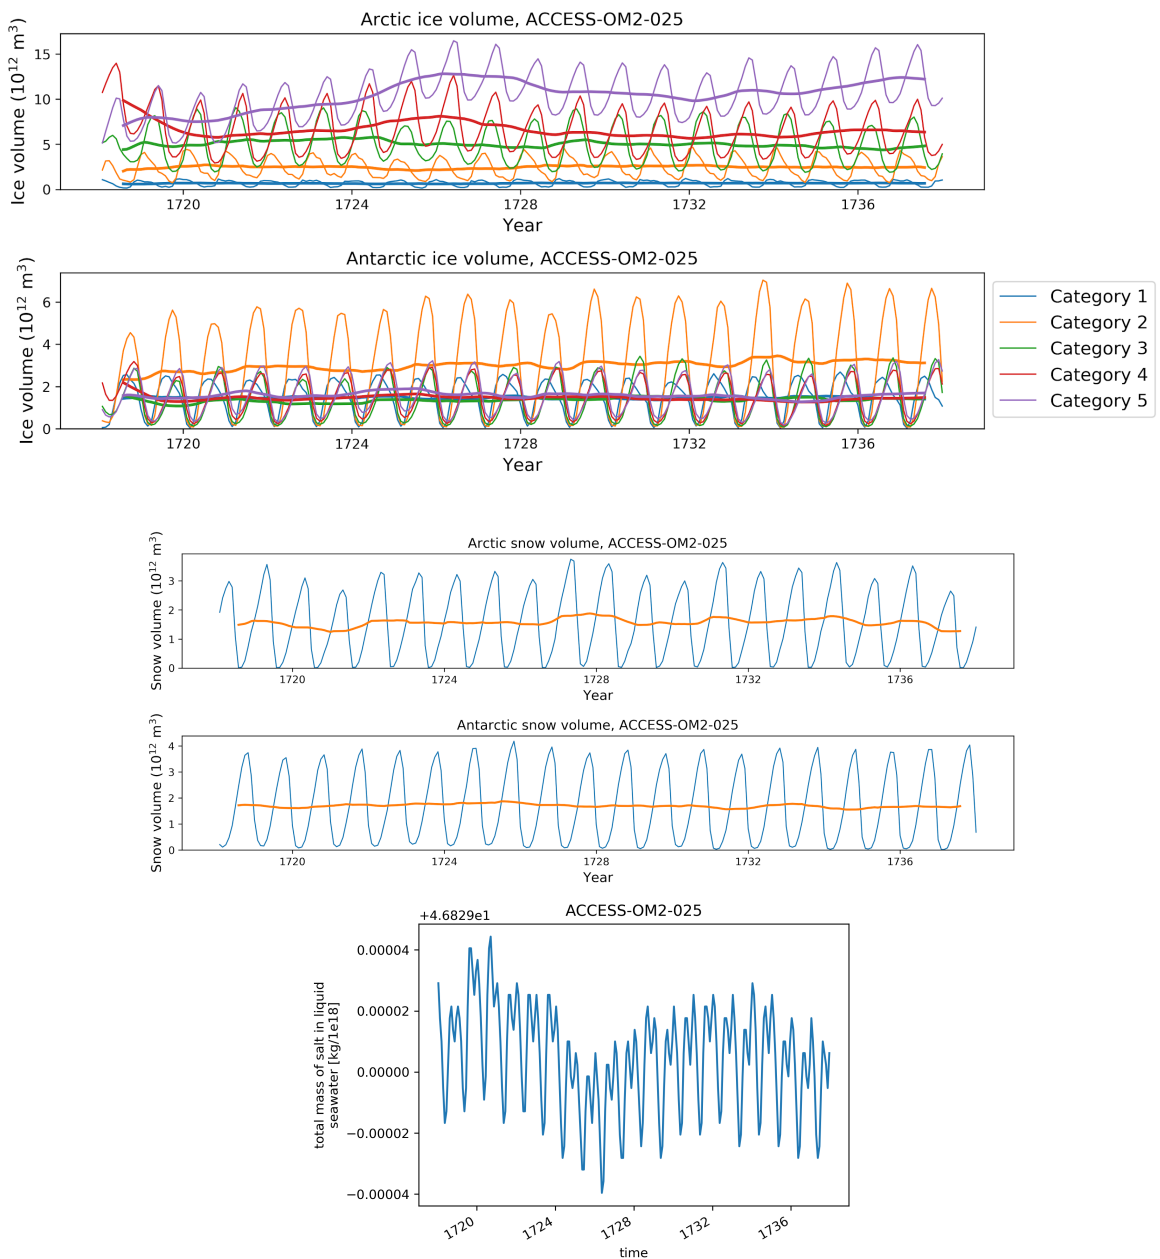 Arctic ice volume, ACCESS-OM2-025
Ice volume (10¹² m³)
15
10
5
0
1720 1724 1728 1732 1736
Year
Antarctic ice volume, ACCESS-OM2-025
Ice volume (10¹² m³)
6
4
2
0
1720 1724 1728 1732 1736
Year
Category 1
Category 2
Category 3
Category 4
Category 5
Arctic snow volume, ACCESS-OM2-025
Snow volume (10¹² m³)
3
2
1
0
1720 1724 1728 1732 1736
Year
Antarctic snow volume, ACCESS-OM2-025
Snow volume (10¹² m³)
4
3
2
1
0
1720 1724 1728 1732 1736
Year
+4.6829e1
ACCESS-OM2-025
total mass of salt in liquid
seawater [kg/1e18]
0.00004
0.00002
0.00000
−0.00002
−0.00004
1720 1724 1728 1732 1736
time